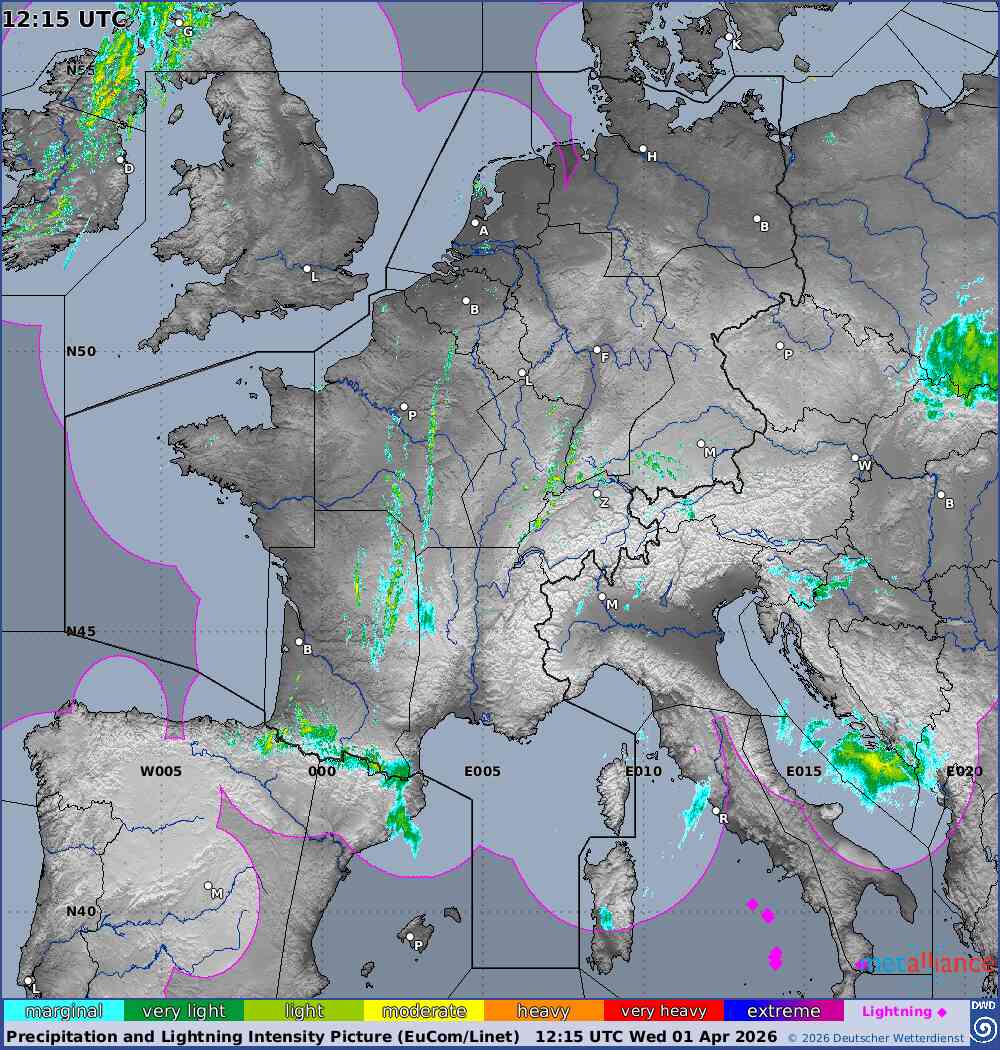 12:15 UTC
G
K
N55
D
H
A
B
L
B
N50
F
P
L
P
M
W
Z
B
M
N45
B
W005
000
E005
E010
E015
E020
R
M
N40
P
metalliance
L
marginal very light light moderate heavy very heavy extreme Lightning
DWD
Precipitation and Lightning Intensity Picture (EuCom/Linet) 12:15 UTC Wed 01 Apr 2026 © 2026 Deutscher Wetterdienst